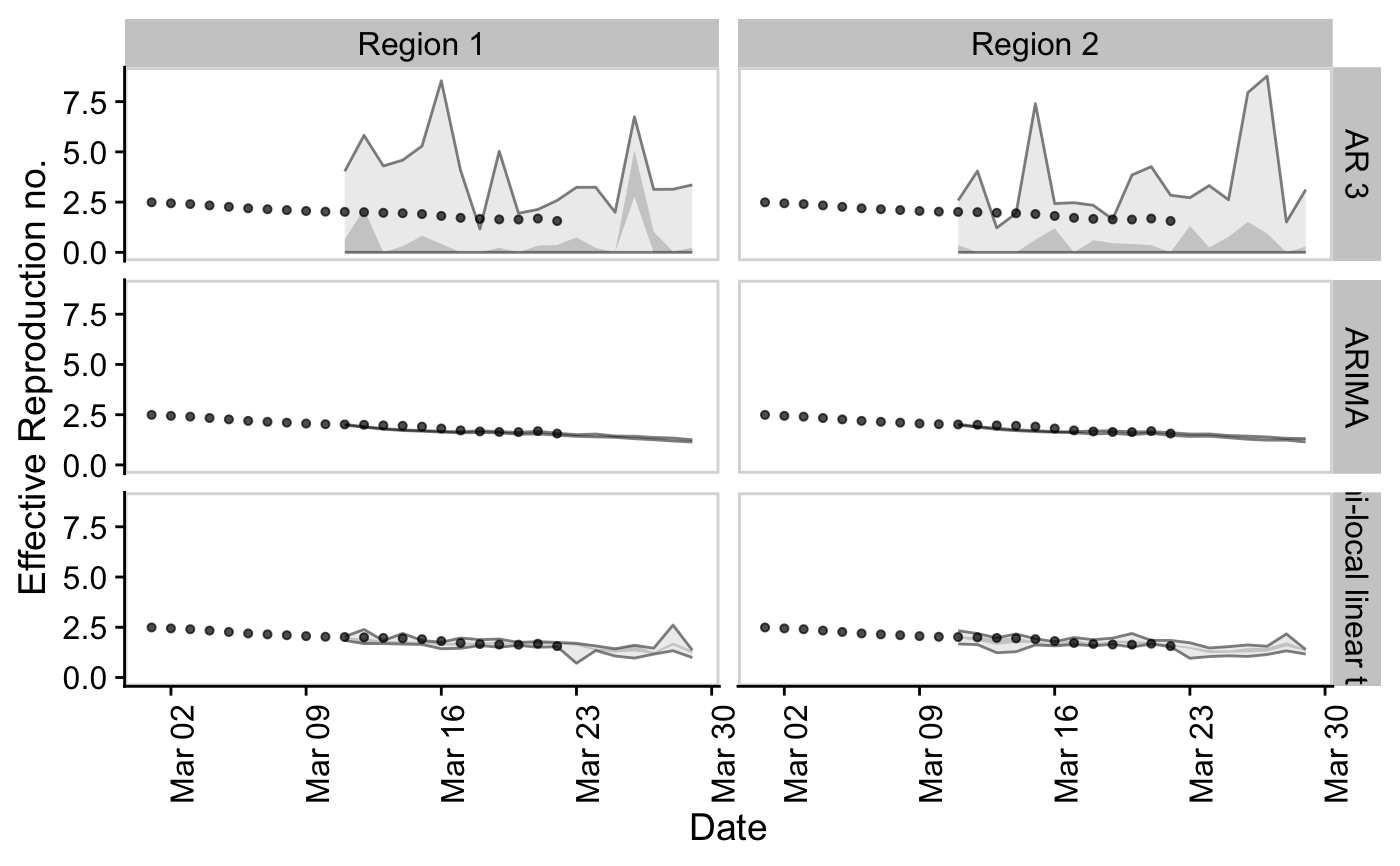 Region 1
Region 2
Effective Reproduction no.
7.5
5.0
2.5
0.0
AR 3
7.5
5.0
2.5
0.0
ARIMA
7.5
5.0
2.5
0.0
i-local linear t
Mar 02
Mar 09
Mar 16
Mar 23
Mar 30
Mar 02
Mar 09
Mar 16
Mar 23
Mar 30
Date